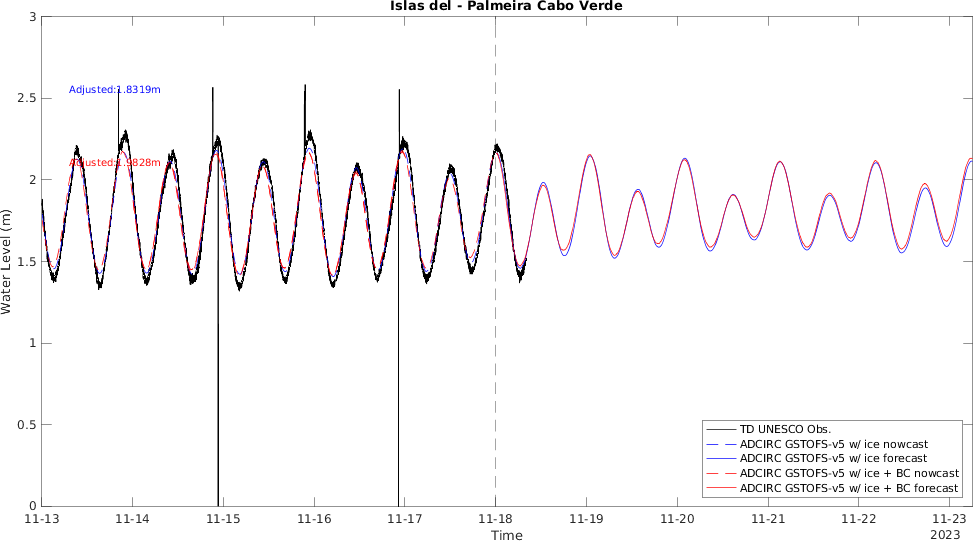 Islas del - Palmeira Cabo Verde
3
2.5
2
1.5
1
0.5
0
Water Level (m)
Adjusted:1.8319m
Adjusted:1.9828m
TD UNESCO Obs.
ADCIRC GSTOFS-v5 w/ ice nowcast
ADCIRC GSTOFS-v5 w/ ice forecast
ADCIRC GSTOFS-v5 w/ ice + BC nowcast
ADCIRC GSTOFS-v5 w/ ice + BC forecast
11-13 11-14 11-15 11-16 11-17 11-18 11-19 11-20 11-21 11-22 11-23
Time
2023